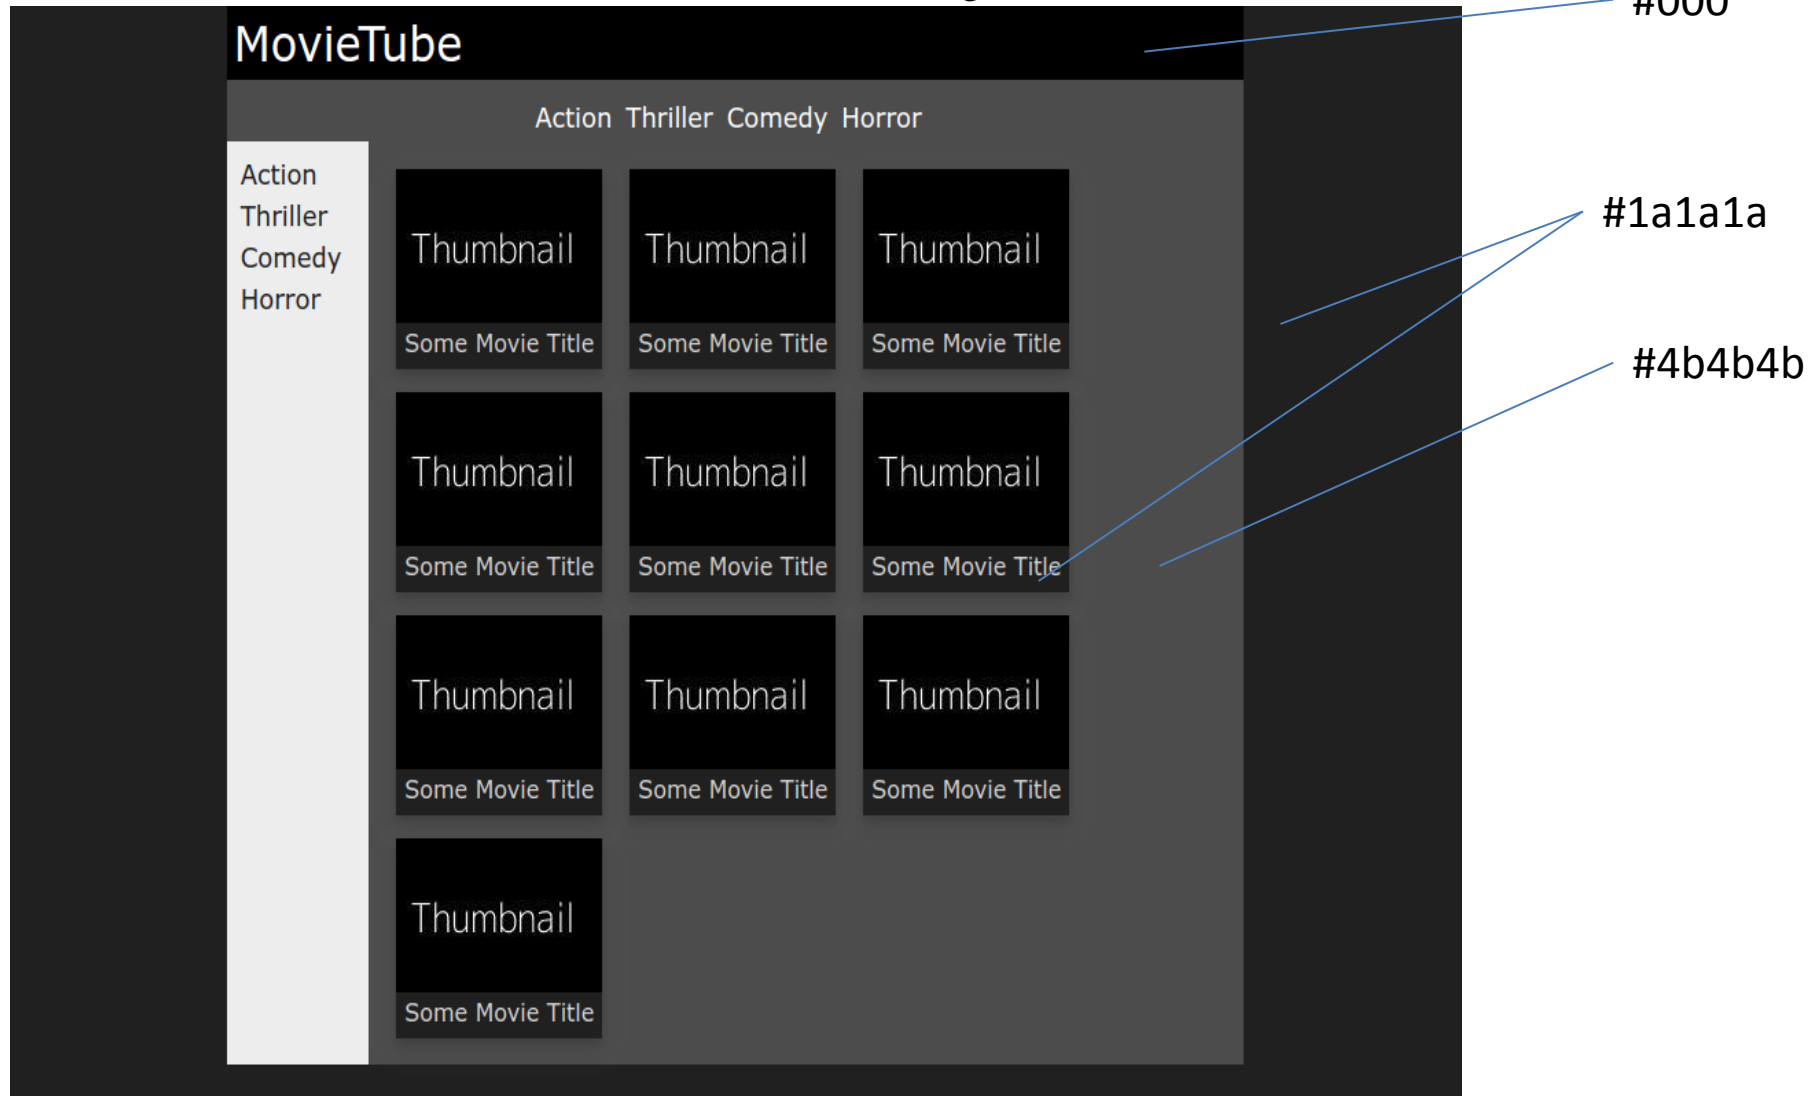 #000
MovieTube
Action Thriller Comedy Horror
Action
Thriller
Comedy
Horror
Thumbnail Thumbnail Thumbnail
Some Movie Title Some Movie Title Some Movie Title
#1a1a1a
#4b4b4b
Thumbnail Thumbnail Thumbnail
Some Movie Title Some Movie Title Some Movie Title
Thumbnail Thumbnail Thumbnail
Some Movie Title Some Movie Title Some Movie Title
Thumbnail
Some Movie Title